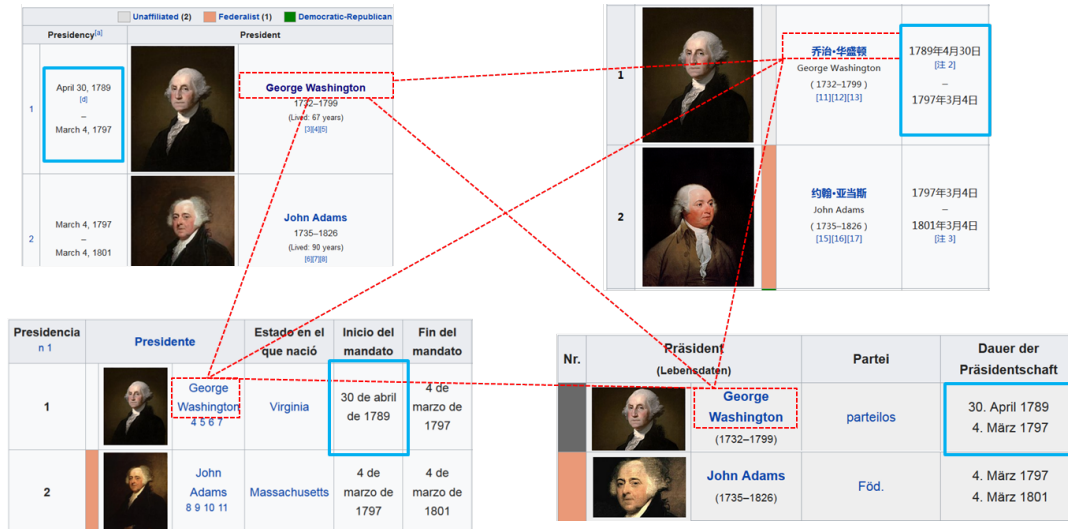 Unaffiliated (2) Federalist (1) Democratic-Republican
Presidency[a] President
1
April 30, 1789
[d]
–
March 4, 1797
George Washington
1732–1799
(Lived: 67 years)
[3][4][5]
2
March 4, 1797
–
March 4, 1801
John Adams
1735–1826
(Lived: 90 years)
[6][7][8]
1
乔治·华盛顿
George Washington
( 1732–1799 )
[11][12][13]
1789年4月30日
[注 2]
–
1797年3月4日
2
约翰·亚当斯
John Adams
( 1735–1826 )
[15][16][17]
1797年3月4日
–
1801年3月4日
[注 3]
Presidencia
n 1
Presidente
Estado en el
que nació
Inicio del
mandato
Fin del
mandato
1
George
Washington
4 5 6 7
Virginia
30 de abril
de 1789
4 de
marzo de
1797
2
John
Adams
8 9 10 11
Massachusetts
4 de
marzo de
1797
4 de
marzo de
1801
Nr.
Präsident
(Lebensdaten)
Partei
Dauer der
Präsidentschaft
George
Washington
(1732–1799)
parteilos
30. April 1789
4. März 1797
John Adams
(1735–1826)
Föd.
4. März 1797
4. März 1801